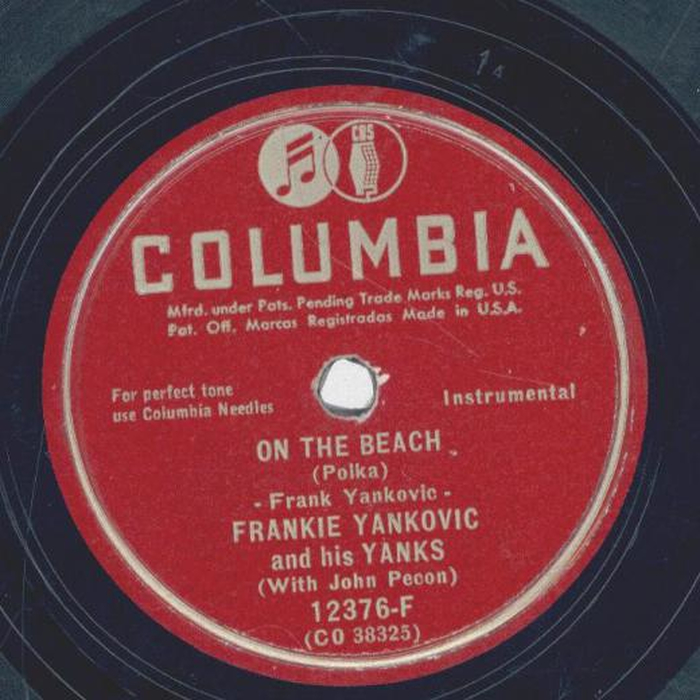 1A
CBS
COLUMBIA
Mfrd. under Pats. Pending Trade Marks Reg. U.S.
Pat. Off. Marcas Registradas Made in U.S.A.
For perfect tone
use Columbia Needles
Instrumental
ON THE BEACH
(Polka)
- Frank Yankovic -
FRANKIE YANKOVIC
and his YANKS
(With John Pecon)
12376-F
(CO 38325)